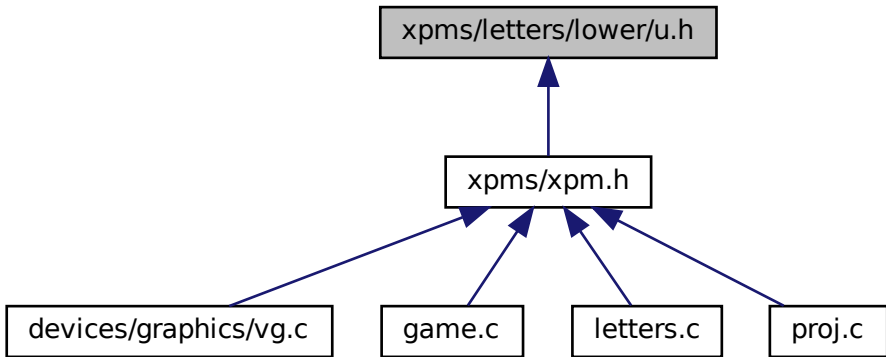 xpms/letters/lower/u.h
xpms/xpm.h
devices/graphics/vg.c
game.c
letters.c
proj.c